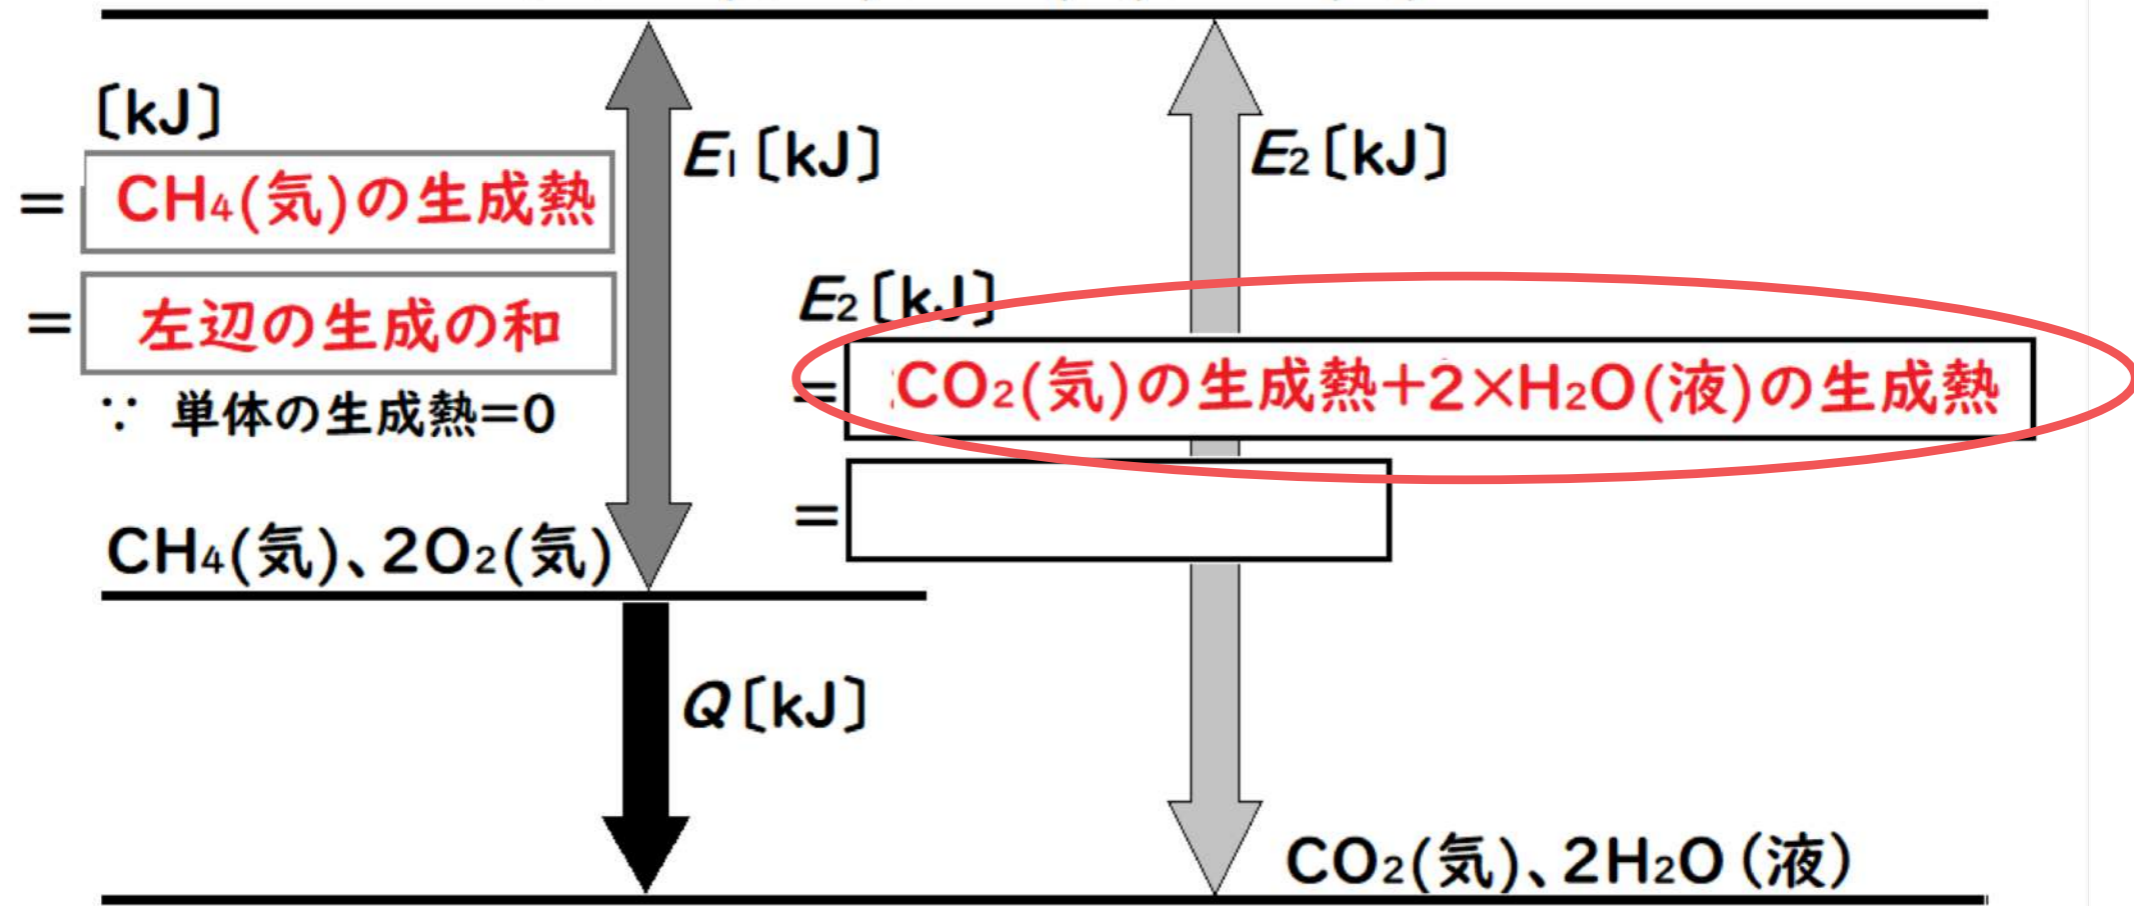 〔kJ〕
= CH₄(気)の生成熱
= 左辺の生成の和
∵ 単体の生成熱=0
CH₄(気)、2O₂(気)
E₁〔kJ〕
E₂〔kJ〕
E₂〔kJ〕
= CO₂(気)の生成熱+2×H₂O(液)の生成熱
=
Q〔kJ〕
CO₂(気)、2H₂O(液)